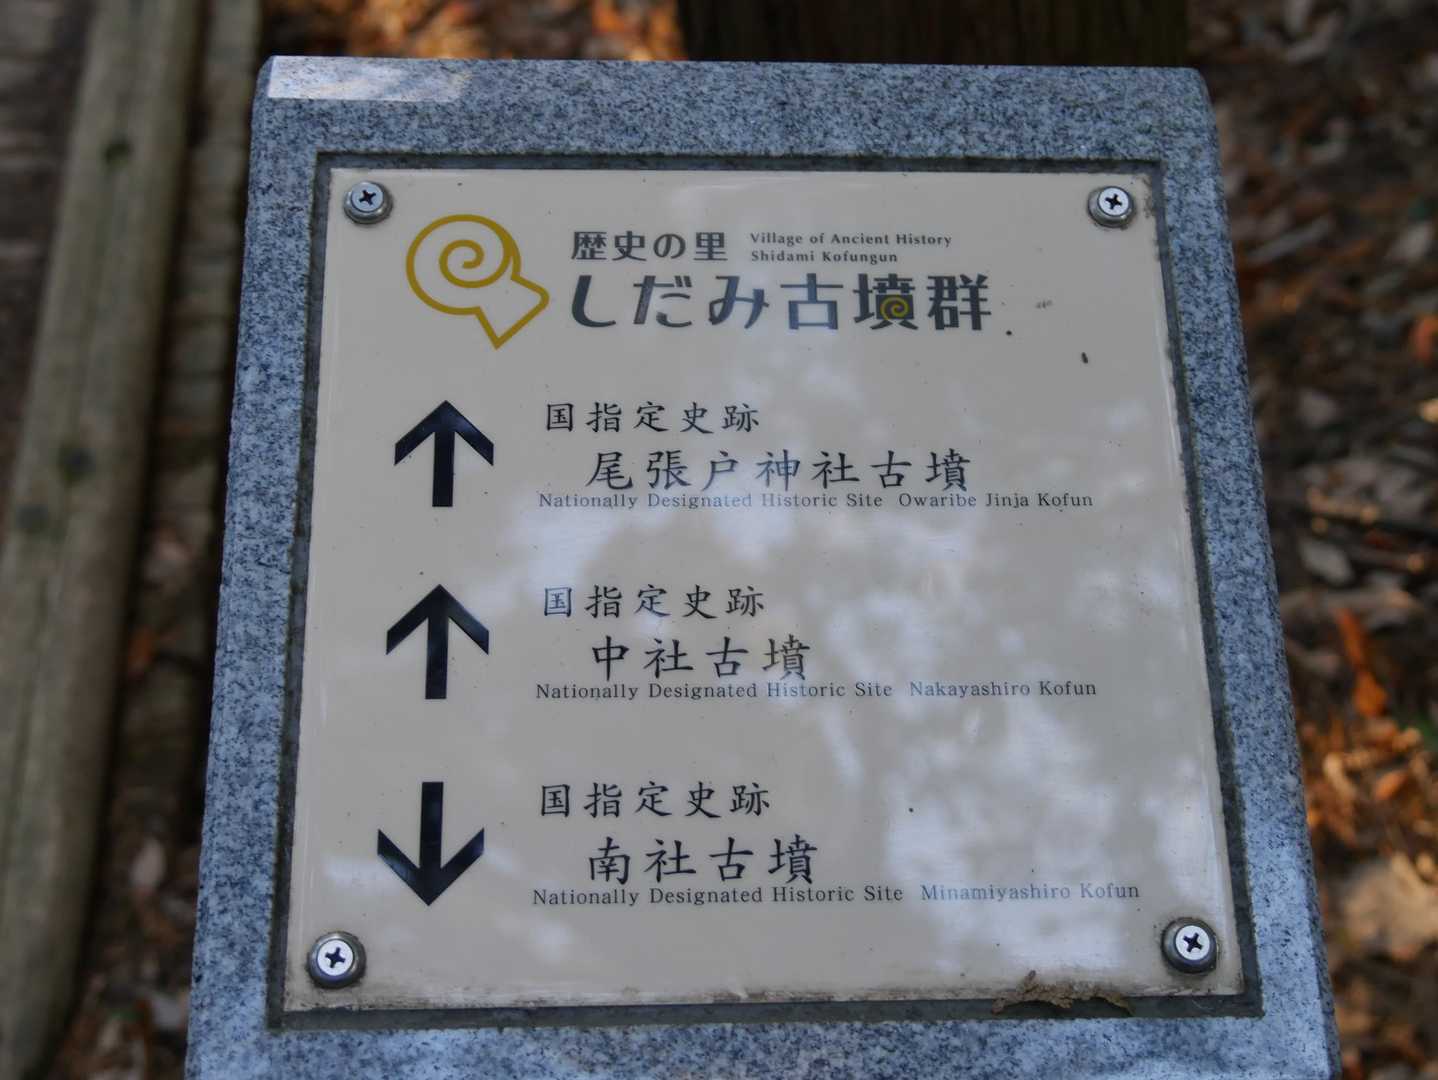 歴史の里
Village of Ancient History
Shidami Kofungun
しだみ古墳群
国指定史跡
尾張戸神社古墳
Nationally Designated Historic Site Owaribe Jinja Kofun
国指定史跡
中社古墳
Nationally Designated Historic Site Nakayashiro Kofun
国指定史跡
南社古墳
Nationally Designated Historic Site Minamiyashiro Kofun